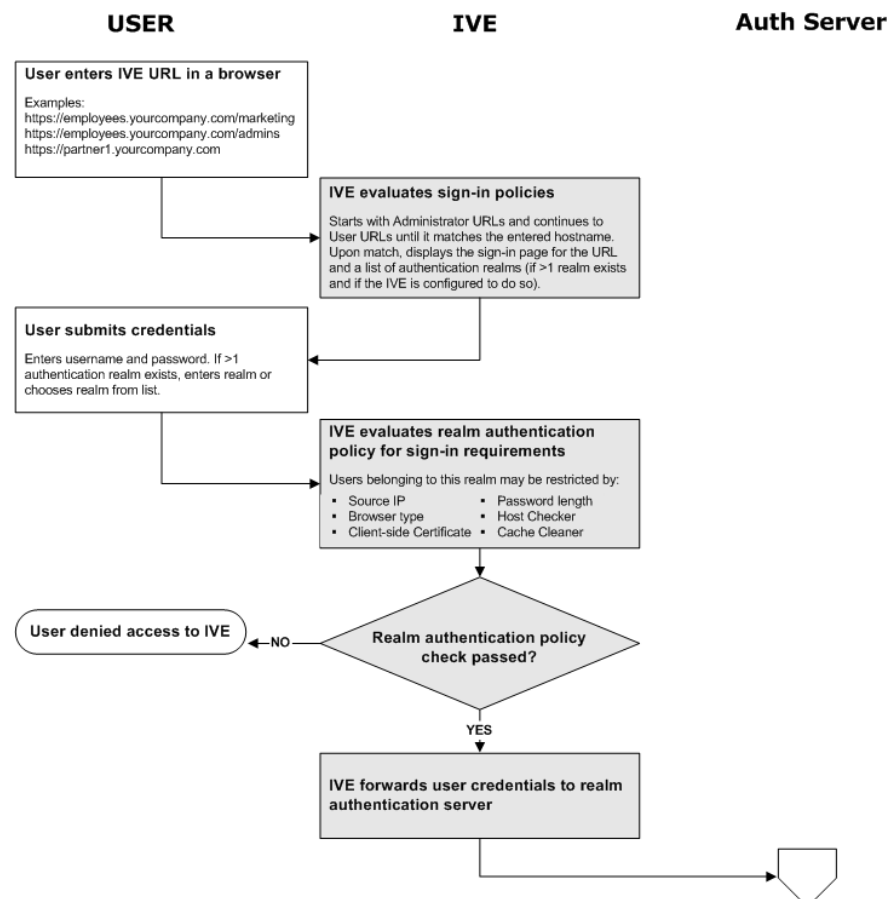 USER
IVE
Auth Server
User enters IVE URL in a browser
Examples:
https://employees.yourcompany.com/marketing
https://employees.yourcompany.com/admins
https://partner1.yourcompany.com
IVE evaluates sign-in policies
Starts with Administrator URLs and continues to
User URLs until it matches the entered hostname.
Upon match, displays the sign-in page for the URL
and a list of authentication realms (if >1 realm exists
and if the IVE is configured to do so).
User submits credentials
Enters username and password. If >1
authentication realm exists, enters realm or
chooses realm from list.
IVE evaluates realm authentication
policy for sign-in requirements
Users belonging to this realm may be restricted by:
▪ Source IP
▪ Browser type
▪ Client-side Certificate
▪ Password length
▪ Host Checker
▪ Cache Cleaner
Realm authentication policy
check passed?
NO
User denied access to IVE
YES
IVE forwards user credentials to realm
authentication server